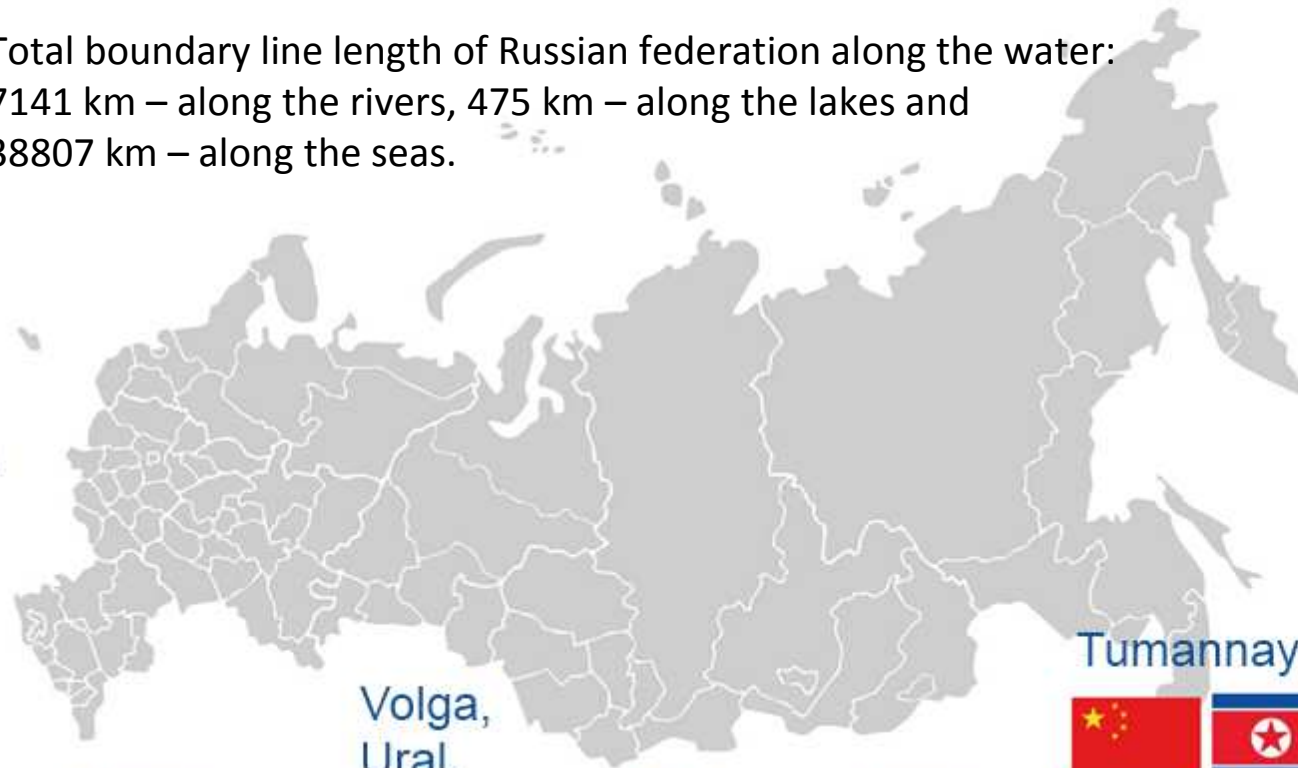 Total boundary line length of Russian federation along the water:
7141 km – along the rivers, 475 km – along the lakes and
38807 km – along the seas.
Tumannay
Volga,
Ural,